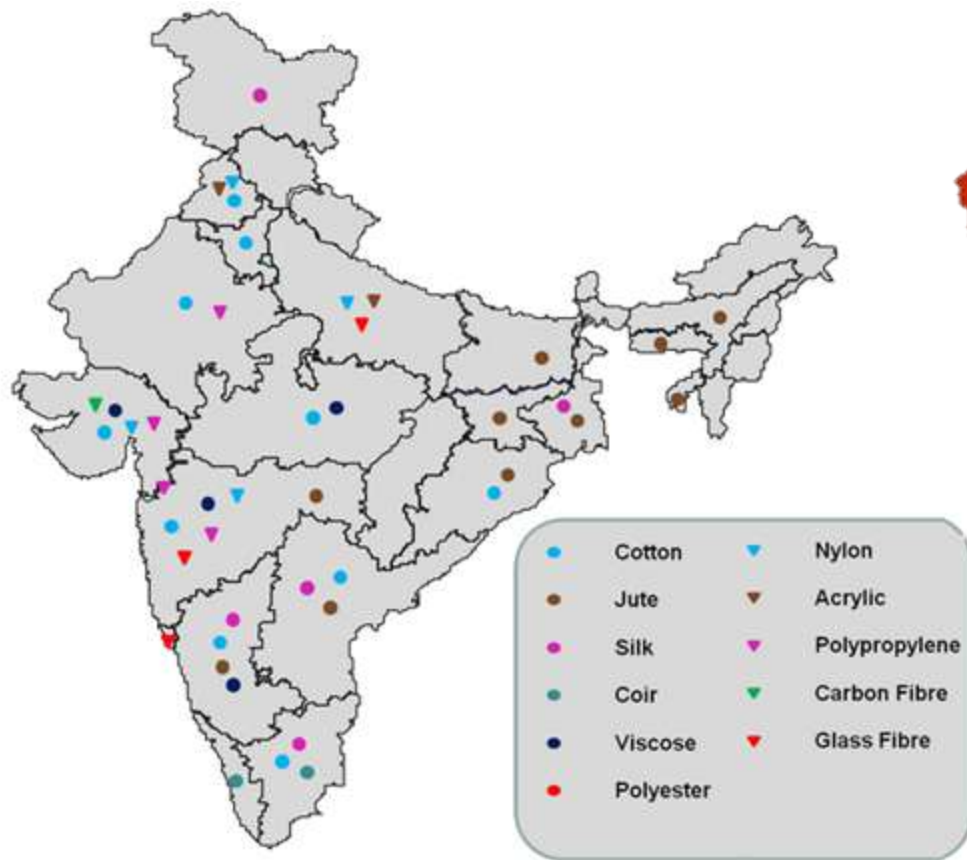 Cotton
Nylon
Jute
Acrylic
Silk
Polypropylene
Coir
Carbon Fibre
Viscose
Glass Fibre
Polyester